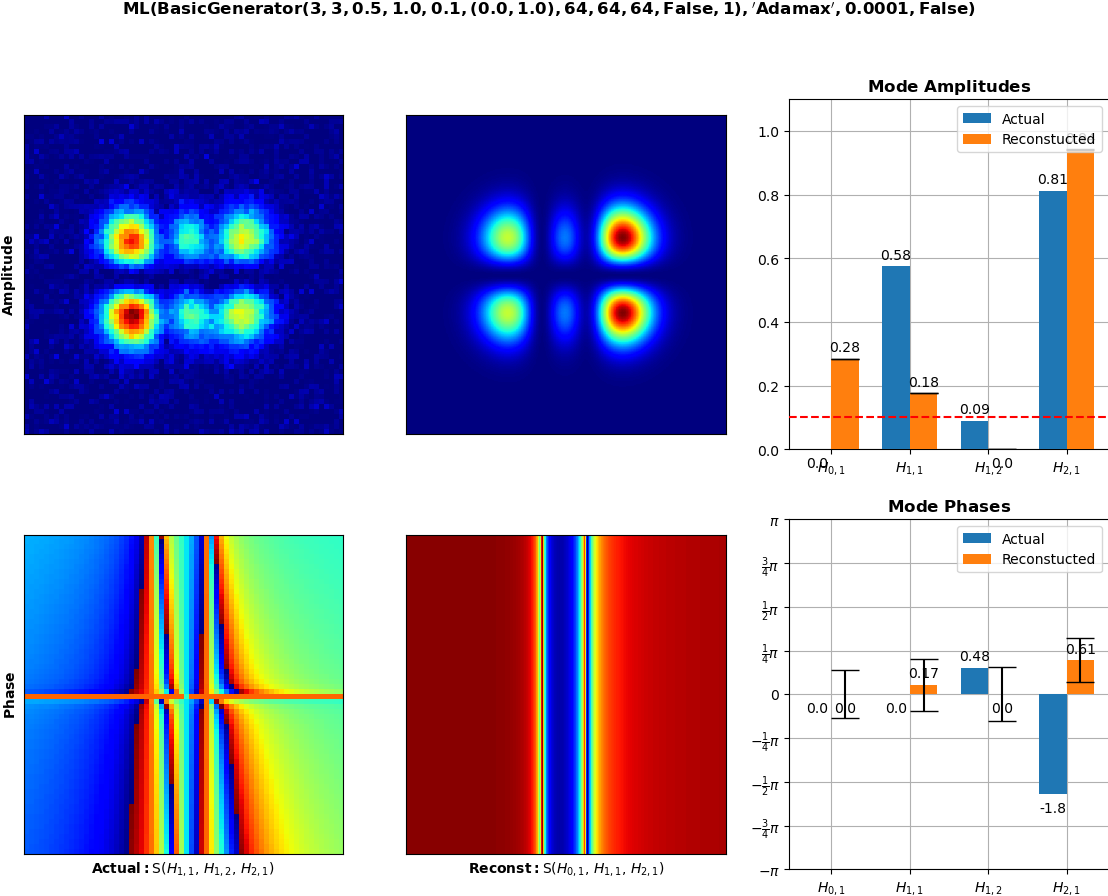 ML(BasicGenerator(3, 3, 0.5, 1.0, 0.1, (0.0, 1.0), 64, 64, 64, False, 1), ′Adamax′, 0.0001, False)
Amplitude
Mode Amplitudes
Actual
Reconstucted
1.0
0.8
0.6
0.4
0.2
0.0
0.0
0.28
0.58
0.18
0.09
0.0
0.81
H0,1
H1,1
H1,2
H2,1
Phase
Actual: S(H1,1, H1,2, H2,1)
Reconst: S(H0,1, H1,1, H2,1)
Mode Phases
Actual
Reconstucted
π
3/4π
1/2π
1/4π
0
−1/4π
−1/2π
−3/4π
−π
0.0
0.0
0.0
0.17
0.48
0.0
-1.8
0.61
H0,1
H1,1
H1,2
H2,1